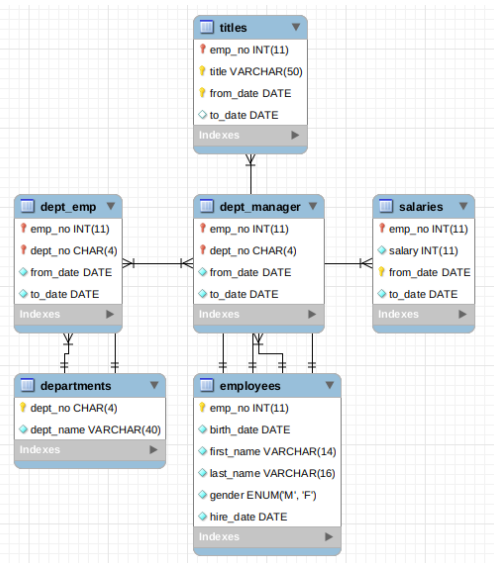 titles
emp_no INT(11)
title VARCHAR(50)
from_date DATE
to_date DATE
Indexes
dept_emp
emp_no INT(11)
dept_no CHAR(4)
from_date DATE
to_date DATE
Indexes
dept_manager
emp_no INT(11)
dept_no CHAR(4)
from_date DATE
to_date DATE
Indexes
salaries
emp_no INT(11)
salary INT(11)
from_date DATE
to_date DATE
Indexes
departments
dept_no CHAR(4)
dept_name VARCHAR(40)
Indexes
employees
emp_no INT(11)
birth_date DATE
first_name VARCHAR(14)
last_name VARCHAR(16)
gender ENUM('M', 'F')
hire_date DATE
Indexes